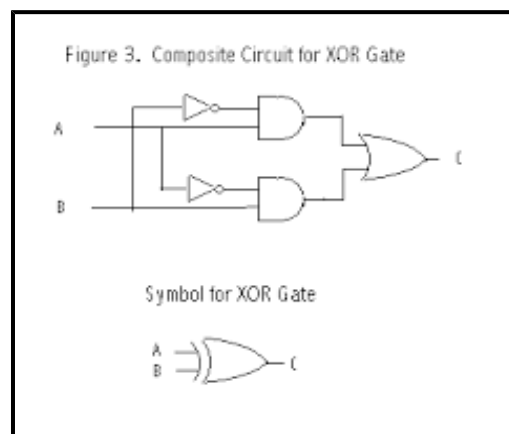 Figure 3. Composite Circuit for XOR Gate
A
C
B
Symbol for XOR Gate
A
B
C